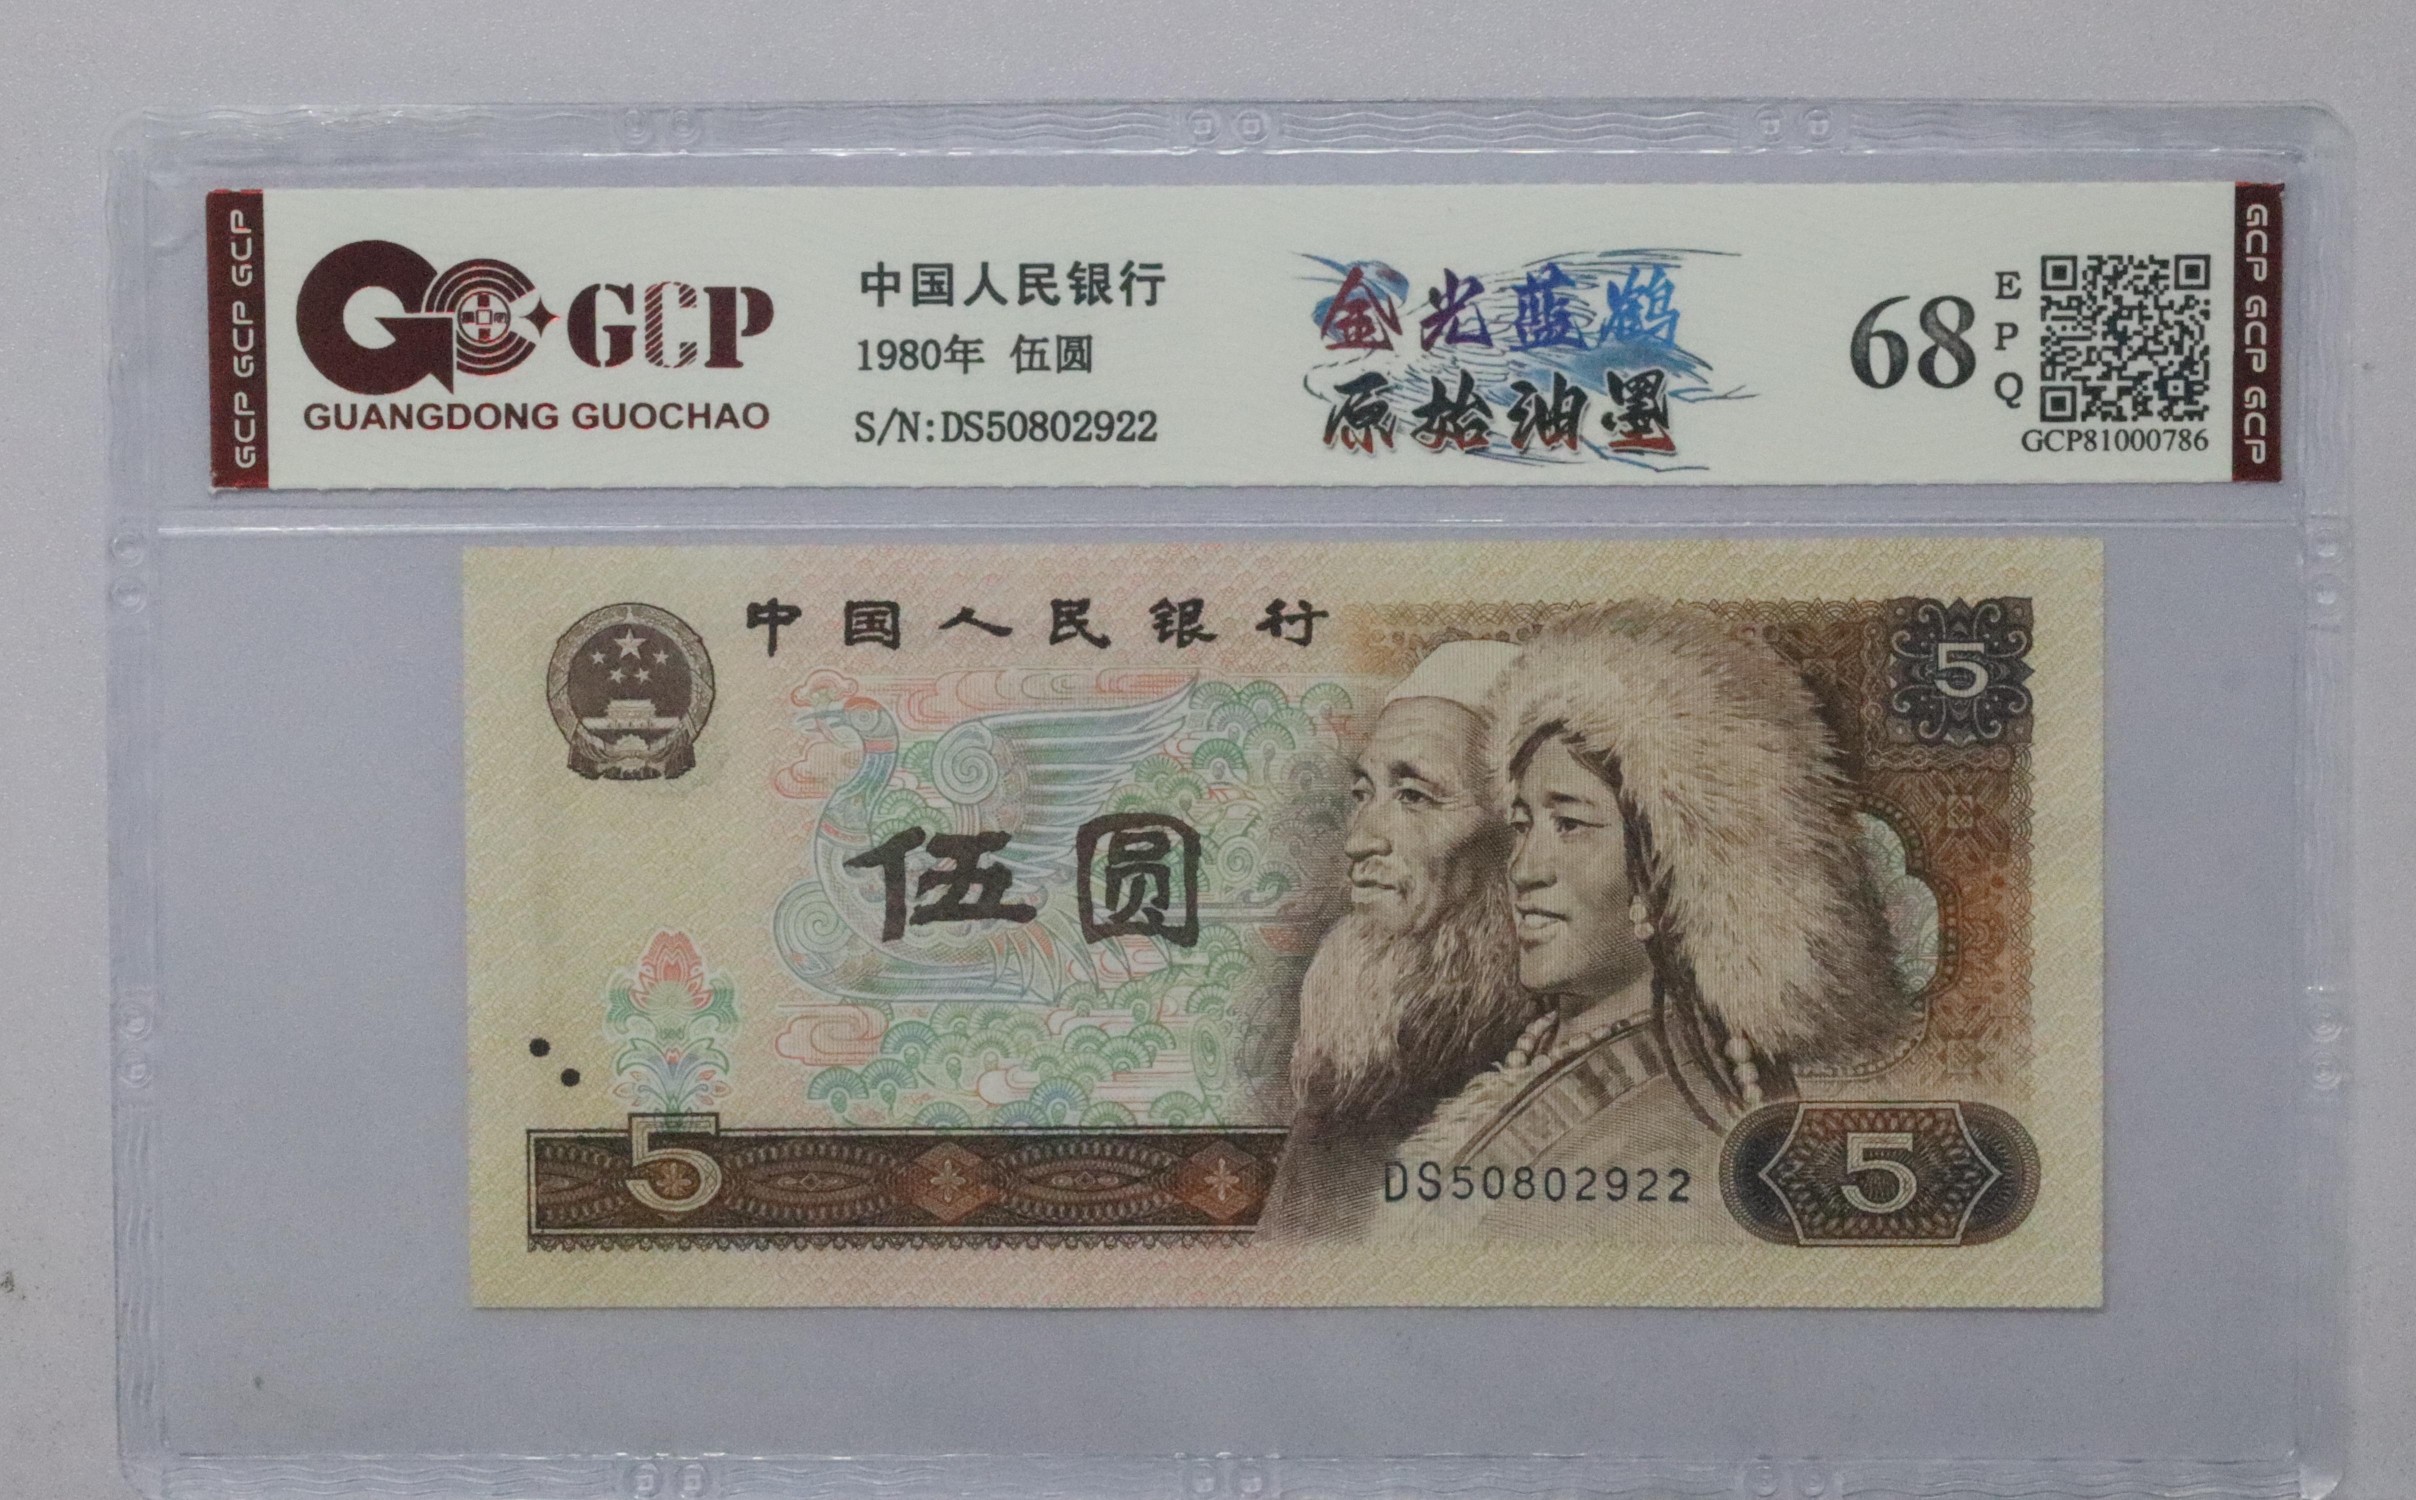 GCP GCP GCP
GCP
GUANGDONG GUOCHAO
中国人民银行
1980年 伍圆
S/N:DS50802922
金光蓝鹤
原始油墨
68
EPQ
GCP81000786
GCP GCP GCP
中国人民银行
5
伍圆
5
DS50802922
5